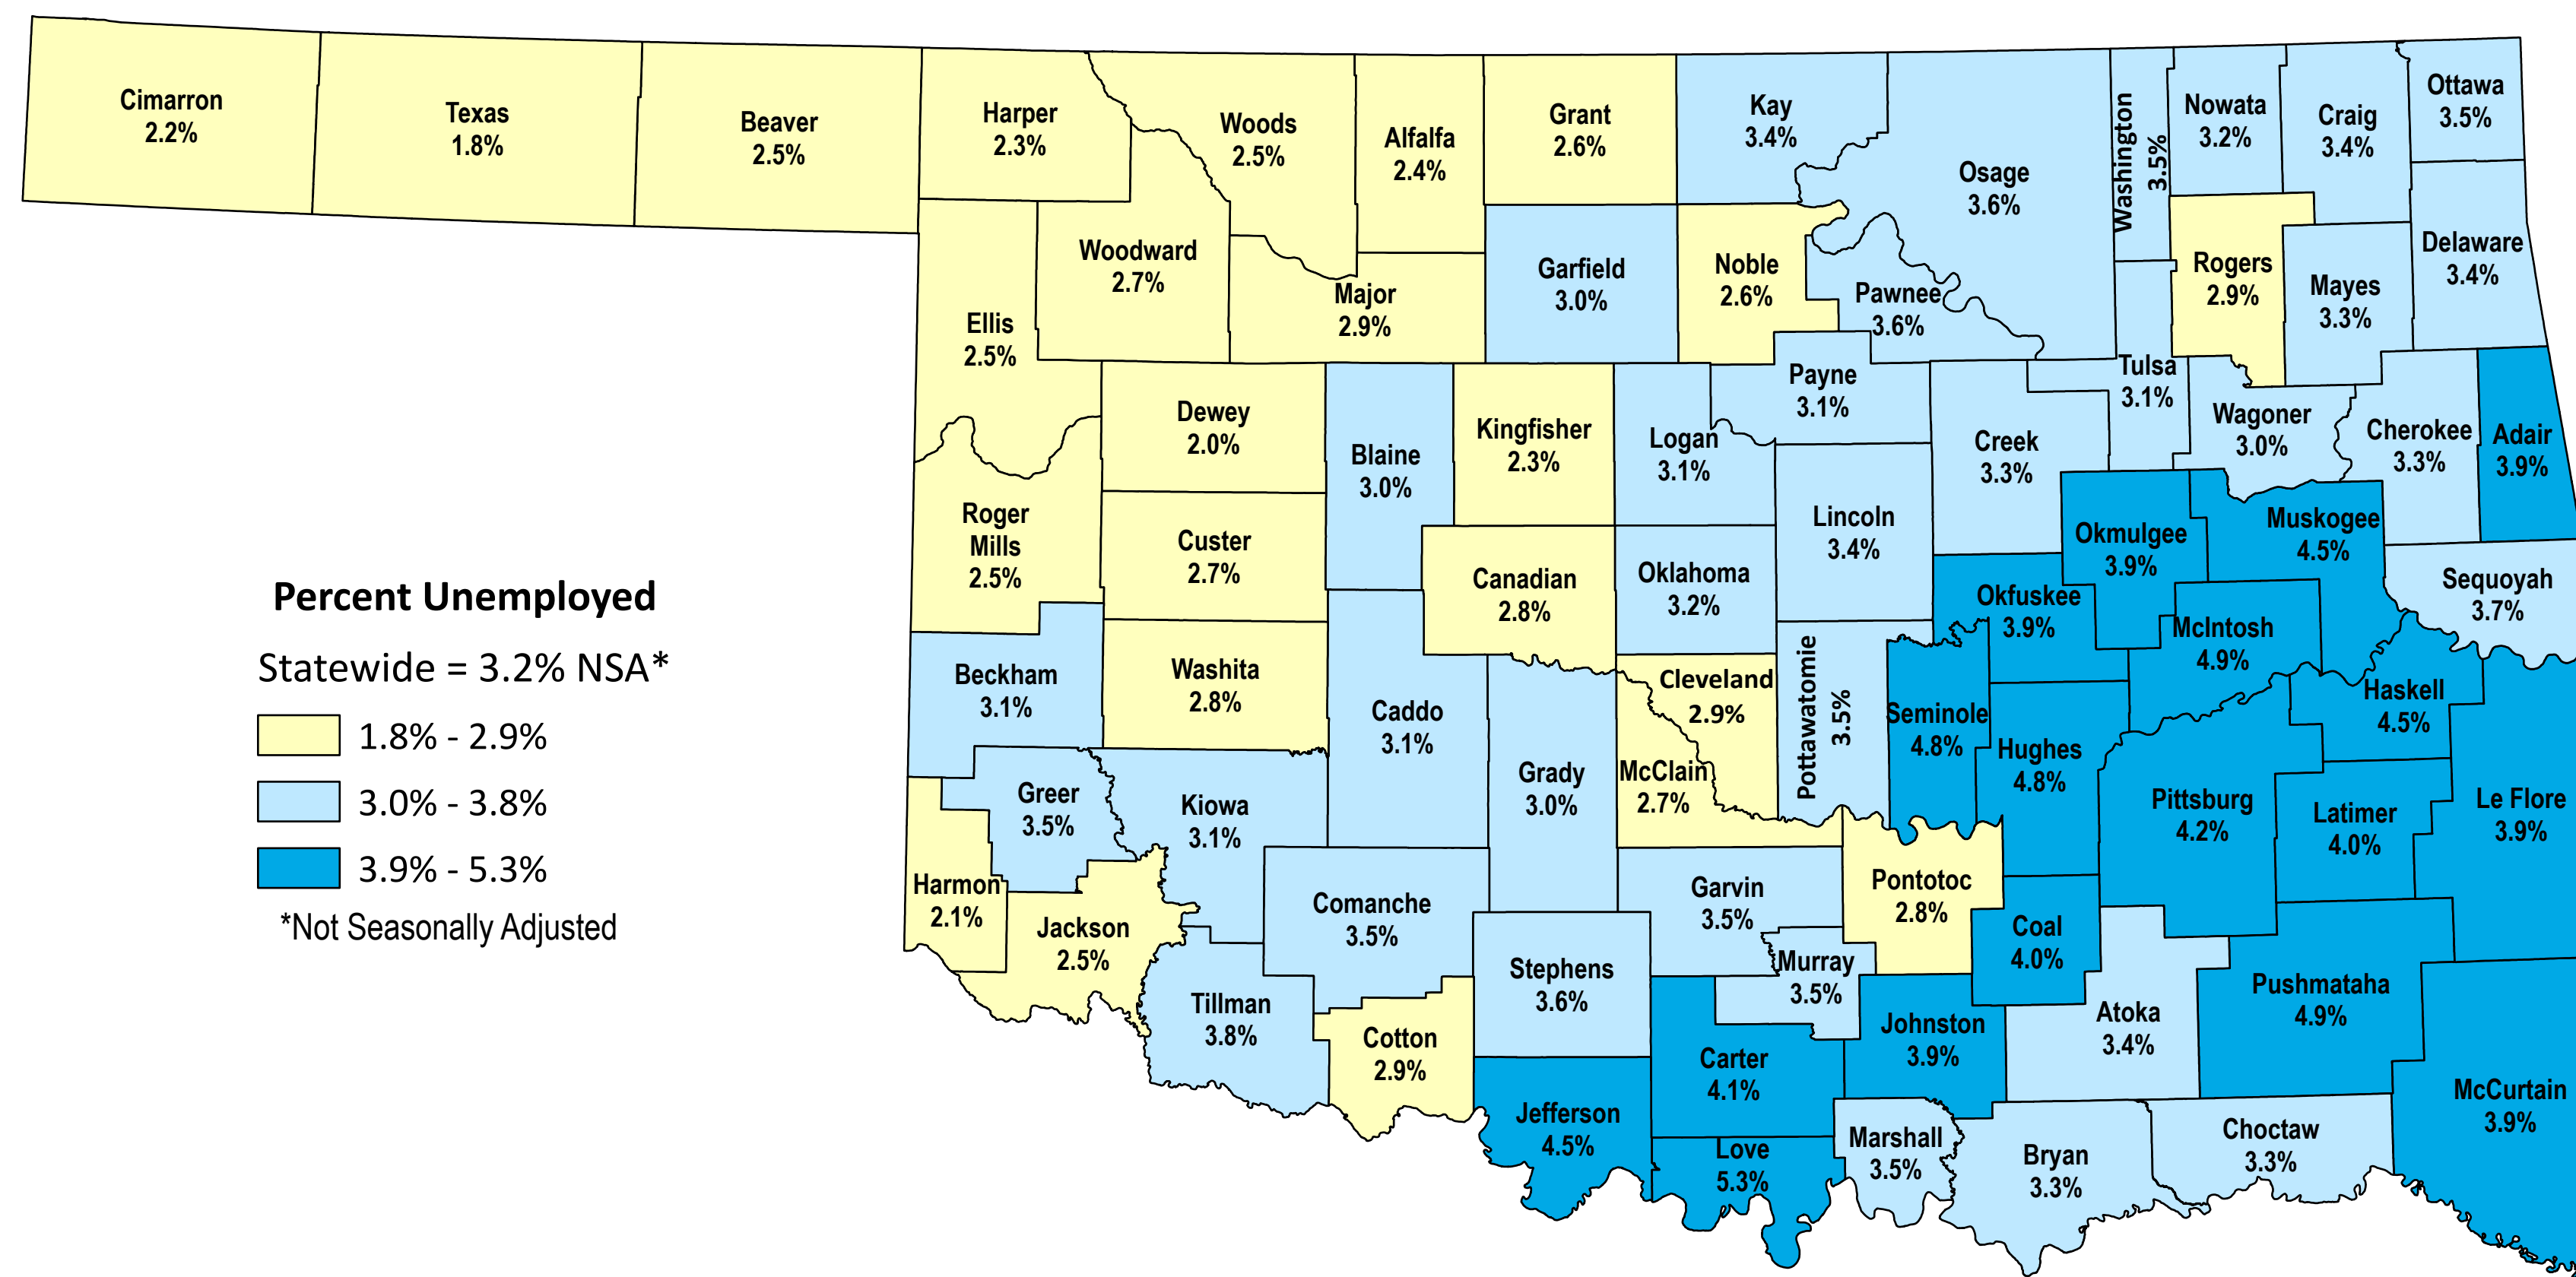 Cimarron
2.2%
Texas
1.8%
Beaver
2.5%
Harper
2.3%
Woods
2.5%
Alfalfa
2.4%
Grant
2.6%
Kay
3.4%
Osage
3.6%
Washington
3.5%
Nowata
3.2%
Craig
3.4%
Ottawa
3.5%
Woodward
2.7%
Ellis
2.5%
Major
2.9%
Garfield
3.0%
Noble
2.6%
Pawnee
3.6%
Rogers
2.9%
Mayes
3.3%
Delaware
3.4%
Dewey
2.0%
Blaine
3.0%
Kingfisher
2.3%
Logan
3.1%
Payne
3.1%
Creek
3.3%
Tulsa
3.1%
Wagoner
3.0%
Cherokee
3.3%
Adair
3.9%
Roger
Mills
2.5%
Custer
2.7%
Canadian
2.8%
Oklahoma
3.2%
Lincoln
3.4%
Okfuskee
3.9%
Okmulgee
3.9%
Muskogee
4.5%
McIntosh
4.9%
Sequoyah
3.7%
Beckham
3.1%
Washita
2.8%
Caddo
3.1%
Grady
3.0%
Cleveland
2.9%
McClain
2.7%
Pottawatomie
3.5%
Seminole
4.8%
Hughes
4.8%
Pittsburg
4.2%
Haskell
4.5%
Latimer
4.0%
Le Flore
3.9%
Greer
3.5%
Kiowa
3.1%
Harmon
2.1%
Jackson
2.5%
Comanche
3.5%
Garvin
3.5%
Pontotoc
2.8%
Coal
4.0%
Tillman
3.8%
Cotton
2.9%
Stephens
3.6%
Murray
3.5%
Carter
4.1%
Johnston
3.9%
Atoka
3.4%
Pushmataha
4.9%
McCurtain
3.9%
Jefferson
4.5%
Love
5.3%
Marshall
3.5%
Bryan
3.3%
Choctaw
3.3%
Percent Unemployed
Statewide = 3.2% NSA*
1.8% - 2.9%
3.0% - 3.8%
3.9% - 5.3%
*Not Seasonally Adjusted